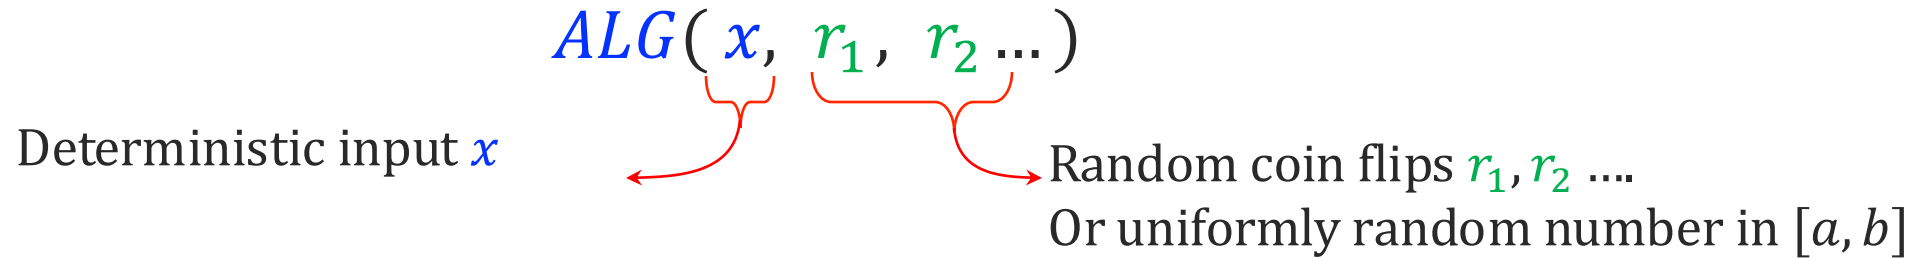 ALG( x, r₁ , r₂ … )
Deterministic input x
Random coin flips r₁, r₂ ….
Or uniformly random number in [a, b]